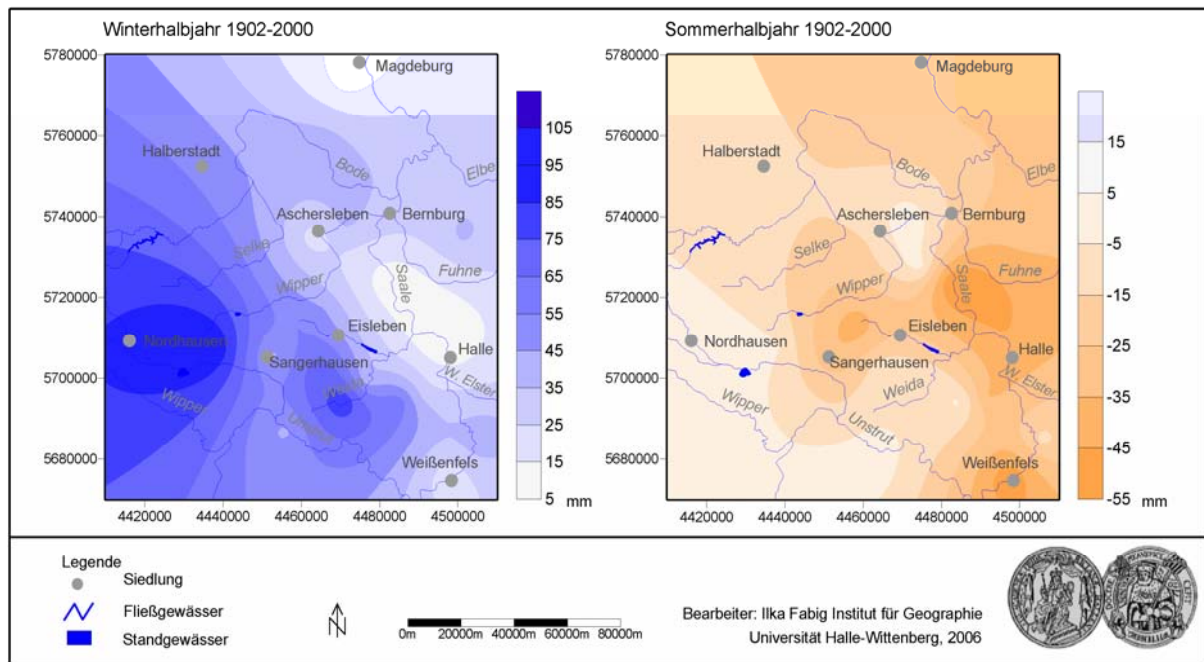 Winterhalbjahr 1902-2000
5780000
5760000
5740000
5720000
5700000
5680000
4420000 4440000 4460000 4480000 4500000
Magdeburg
Halberstadt
Bode
Elbe
Aschersleben
Bernburg
Selke
Wipper
Saale
Fuhne
Eisleben
Nordhausen
Halle
Sangerhausen
W. Elster
Wipper
Weida
Unstrut
Weißenfels
105
95
85
75
65
55
45
35
25
15
5 mm
Sommerhalbjahr 1902-2000
5780000
5760000
5740000
5720000
5700000
5680000
4420000 4440000 4460000 4480000 4500000
Magdeburg
Halberstadt
Bode
Elbe
Aschersleben
Bernburg
Selke
Wipper
Saale
Fuhne
Eisleben
Nordhausen
Halle
Sangerhausen
W. Elster
Weida
Wipper
Unstrut
Weißenfels
15
5
-5
-15
-25
-35
-45
-55 mm
Legende
Siedlung
Fließgewässer
Standgewässer
N
0m 20000m 40000m 60000m 80000m
Bearbeiter: Ilka Fabig Institut für Geographie
Universität Halle-Wittenberg, 2006